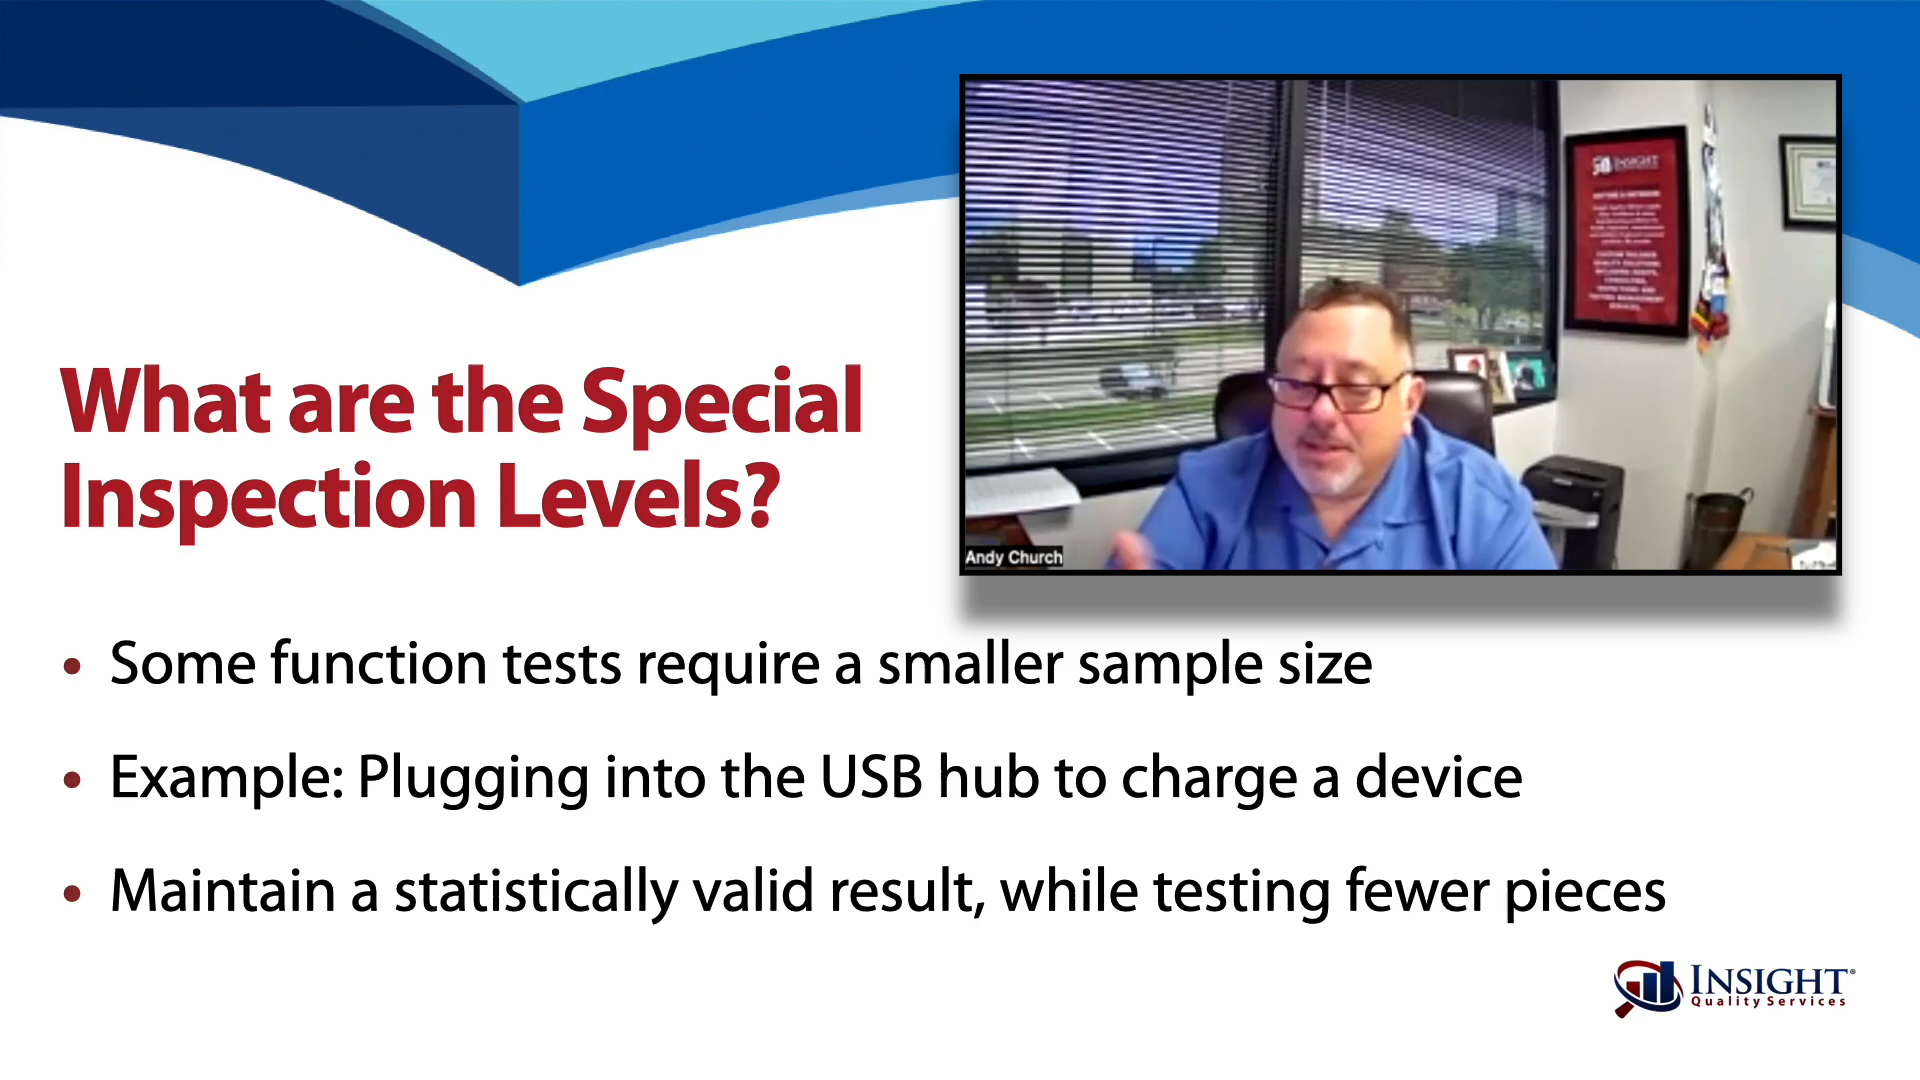 What are the Special
Inspection Levels?
INSIGHT
Andy Church
• Some function tests require a smaller sample size
• Example: Plugging into the USB hub to charge a device
• Maintain a statistically valid result, while testing fewer pieces
INSIGHT®
Quality Services